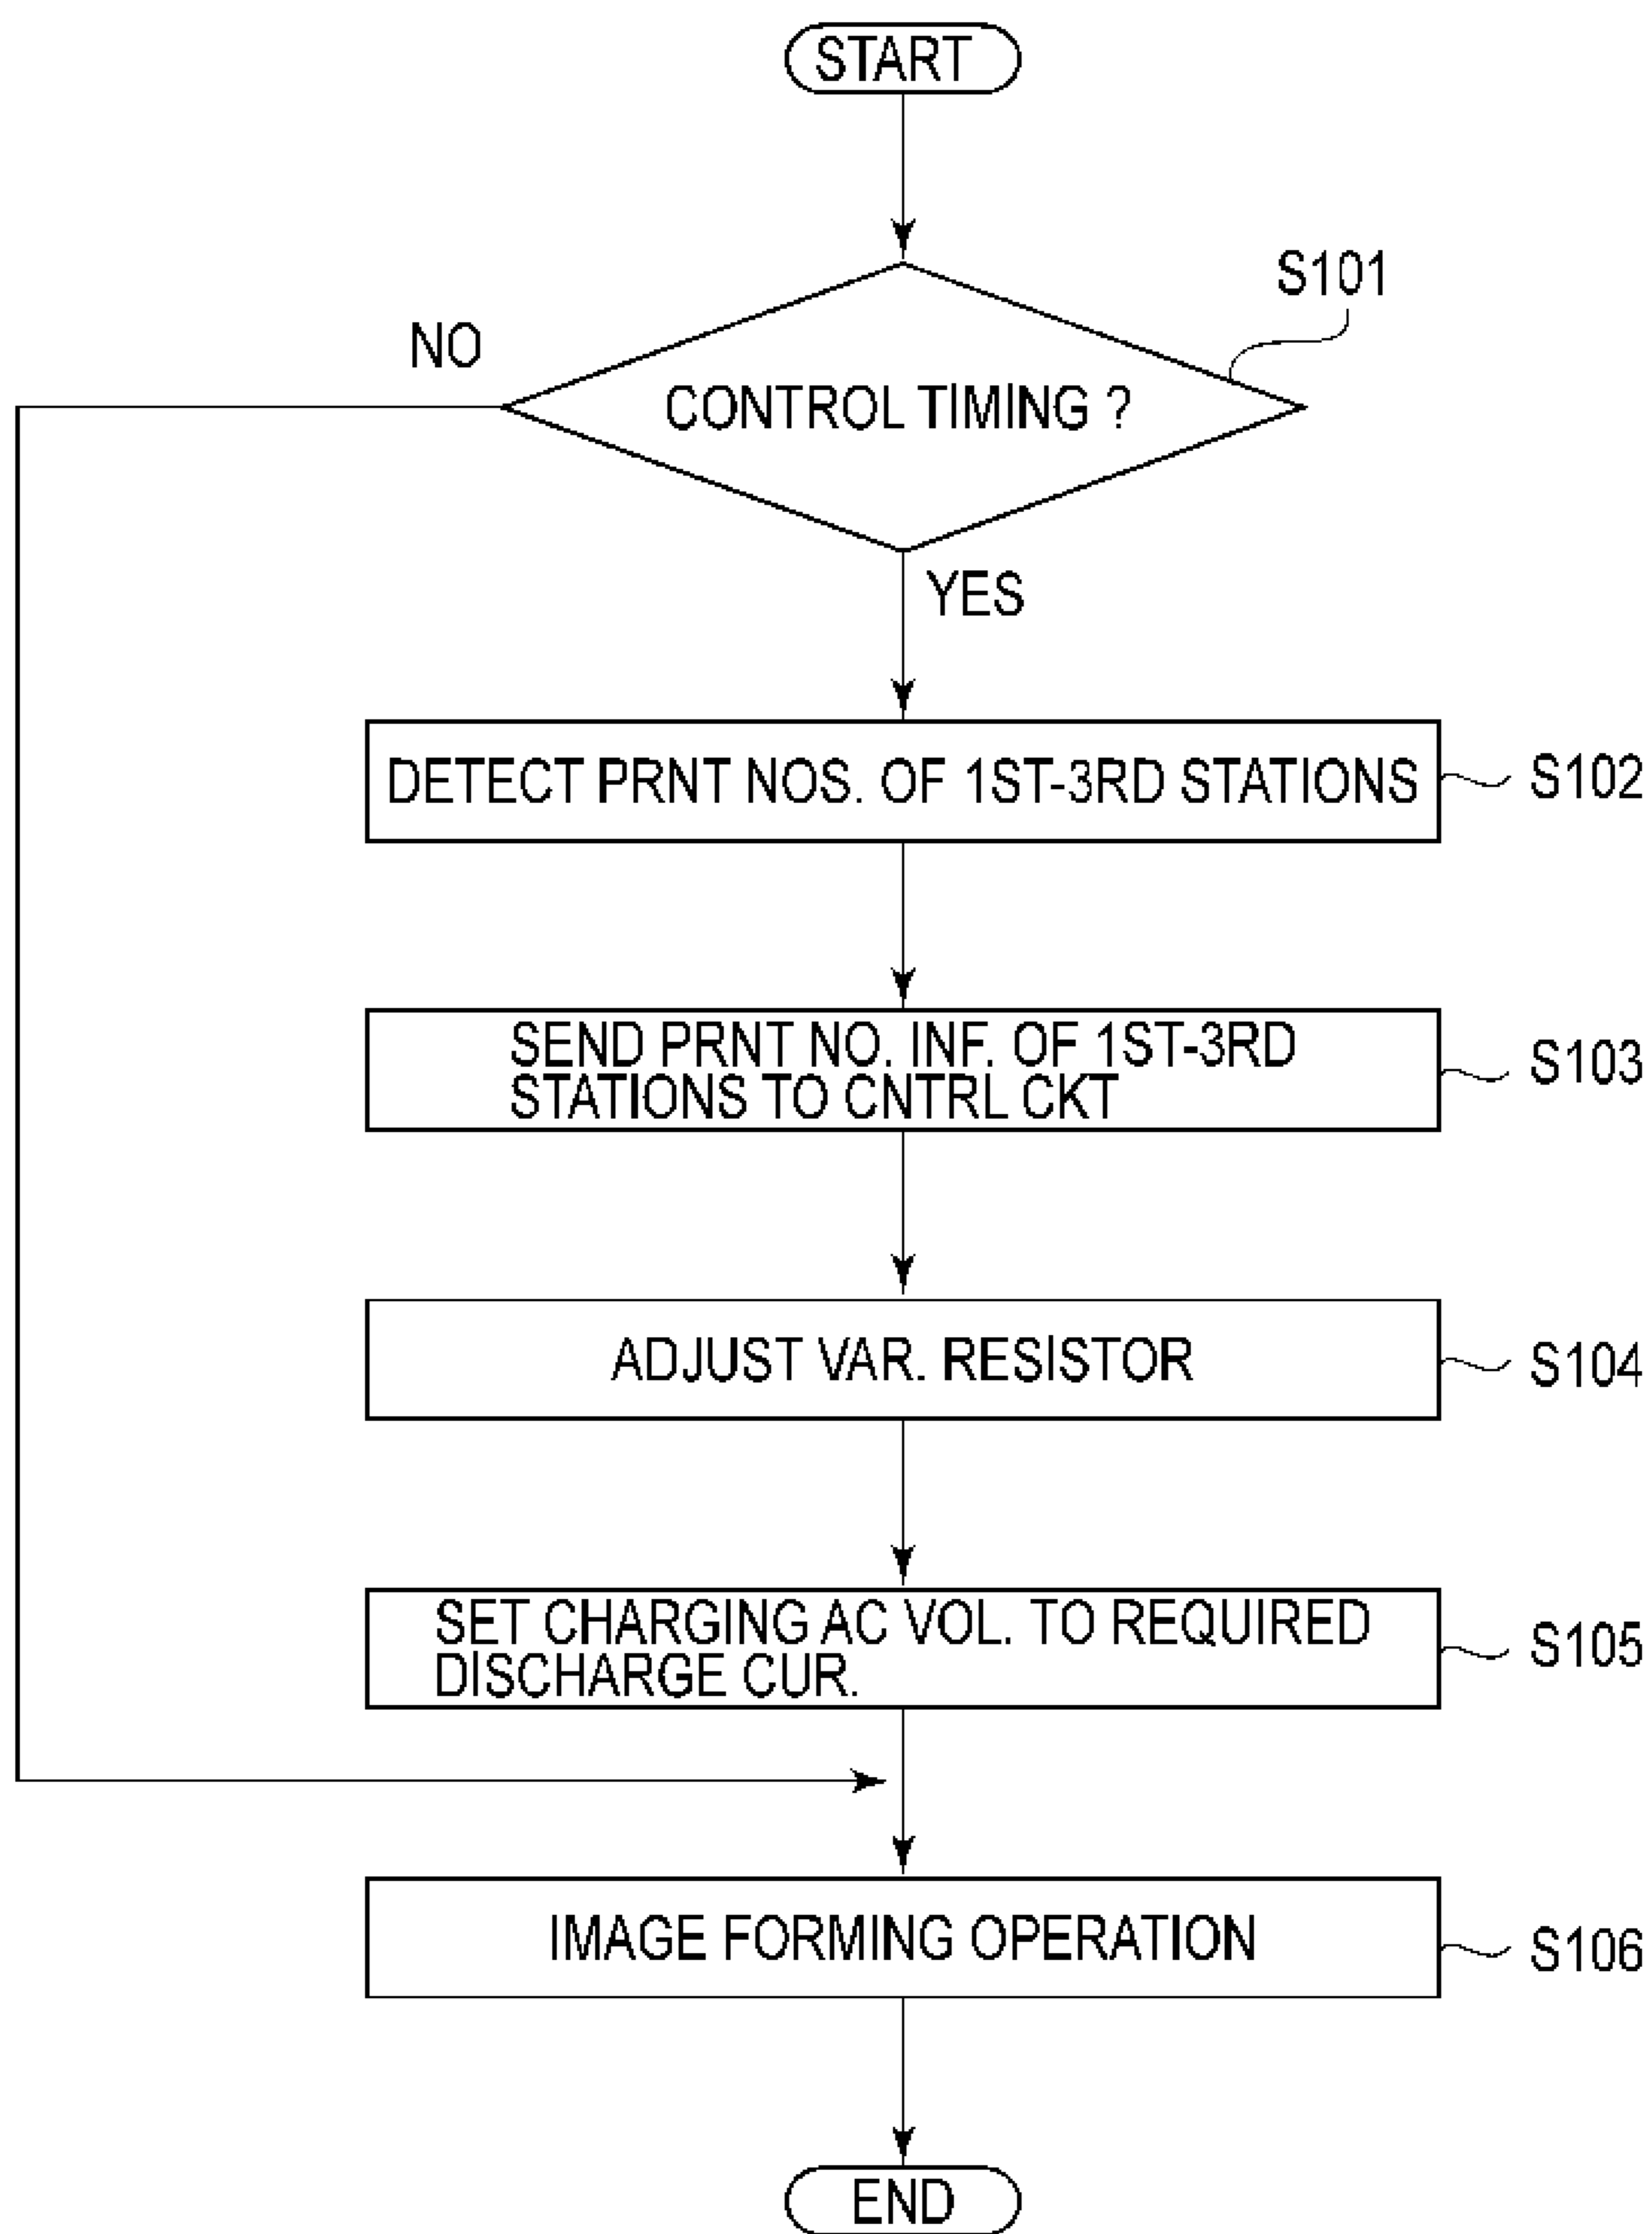 START
S101
NO
CONTROL TIMING ?
YES
DETECT PRNT NOS. OF 1ST-3RD STATIONS
S102
SEND PRNT NO. INF. OF 1ST-3RD
STATIONS TO CNTRL CKT
S103
ADJUST VAR. RESISTOR
S104
SET CHARGING AC VOL. TO REQUIRED
DISCHARGE CUR.
S105
IMAGE FORMING OPERATION
S106
END